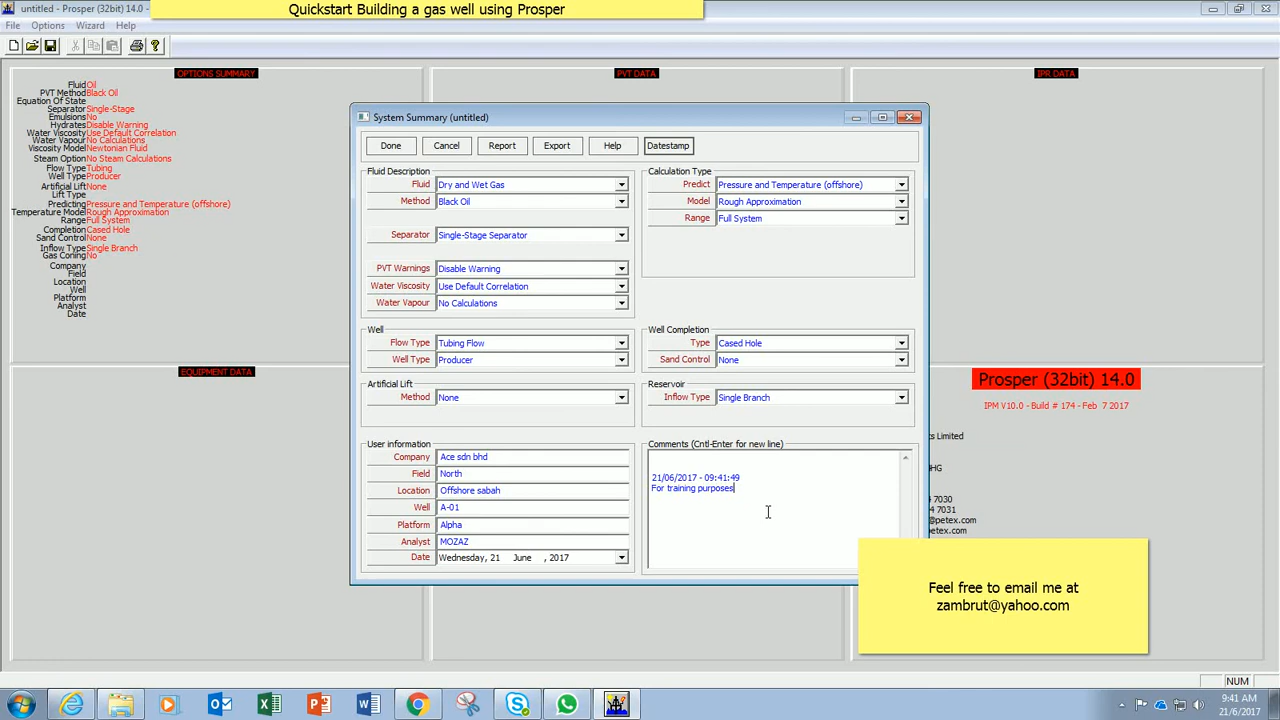 untitled - Prosper (32bit) 14.0 -
Quickstart Building a gas well using Prosper
File Options Wizard Help
OPTIONS SUMMARY
PVT DATA
IPR DATA
Fluid Oil
PVT Method Black Oil
Equation Of State
Separator Single-Stage
Emulsions No
Hydrates Disable Warning
Water Viscosity Use Default Correlation
Water Vapour No Calculations
Viscosity Model Newtonian Fluid
Steam Option No Steam Calculations
Flow Type Tubing
Well Type Producer
Artificial Lift None
Lift Type
Predicting Pressure and Temperature (offshore)
Temperature Model Rough Approximation
Range Full System
Completion Cased Hole
Sand Control None
Inflow Type Single Branch
Gas Coning No
Company
Field
Location
Well
Platform
Analyst
Date
System Summary (untitled)
Done Cancel Report Export Help Datestamp
Fluid Description
Fluid Dry and Wet Gas
Method Black Oil
Separator Single-Stage Separator
PVT Warnings Disable Warning
Water Viscosity Use Default Correlation
Water Vapour No Calculations
Calculation Type
Predict Pressure and Temperature (offshore)
Model Rough Approximation
Range Full System
Well
Flow Type Tubing Flow
Well Type Producer
Well Completion
Type Cased Hole
Sand Control None
Artificial Lift
Method None
Reservoir
Inflow Type Single Branch
User information
Company Ace sdn bhd
Field North
Location Offshore sabah
Well A-01
Platform Alpha
Analyst MOZAZ
Date Wednesday, 21 June , 2017
Comments (Cntl-Enter for new line)
21/06/2017 - 09:41:49
For training purposes
EQUIPMENT DATA
Prosper (32bit) 14.0
IPM V10.0 - Build # 174 - Feb 7 2017
ts Limited
HG
0 7030
4 7031
@petex.com
petex.com
Feel free to email me at
zambrut@yahoo.com
NUM
9:41 AM
21/6/2017